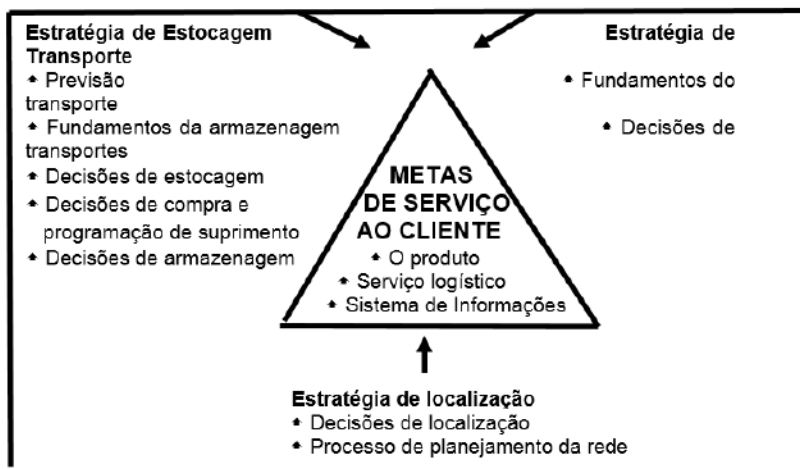 Estratégia de Estocagem
Estratégia de
Transporte
↑ Previsão
↑ Fundamentos do
transporte
↑ Fundamentos da armazenagem
↑ Decisões de
transportes
↑ Decisões de estocagem
↑ Decisões de compra e
programação de suprimento
↑ Decisões de armazenagem
METAS
DE SERVIÇO
AO CLIENTE
↑ O produto
↑ Serviço logístico
↑ Sistema de Informações
Estratégia de localização
↑ Decisões de localização
↑ Processo de planejamento da rede